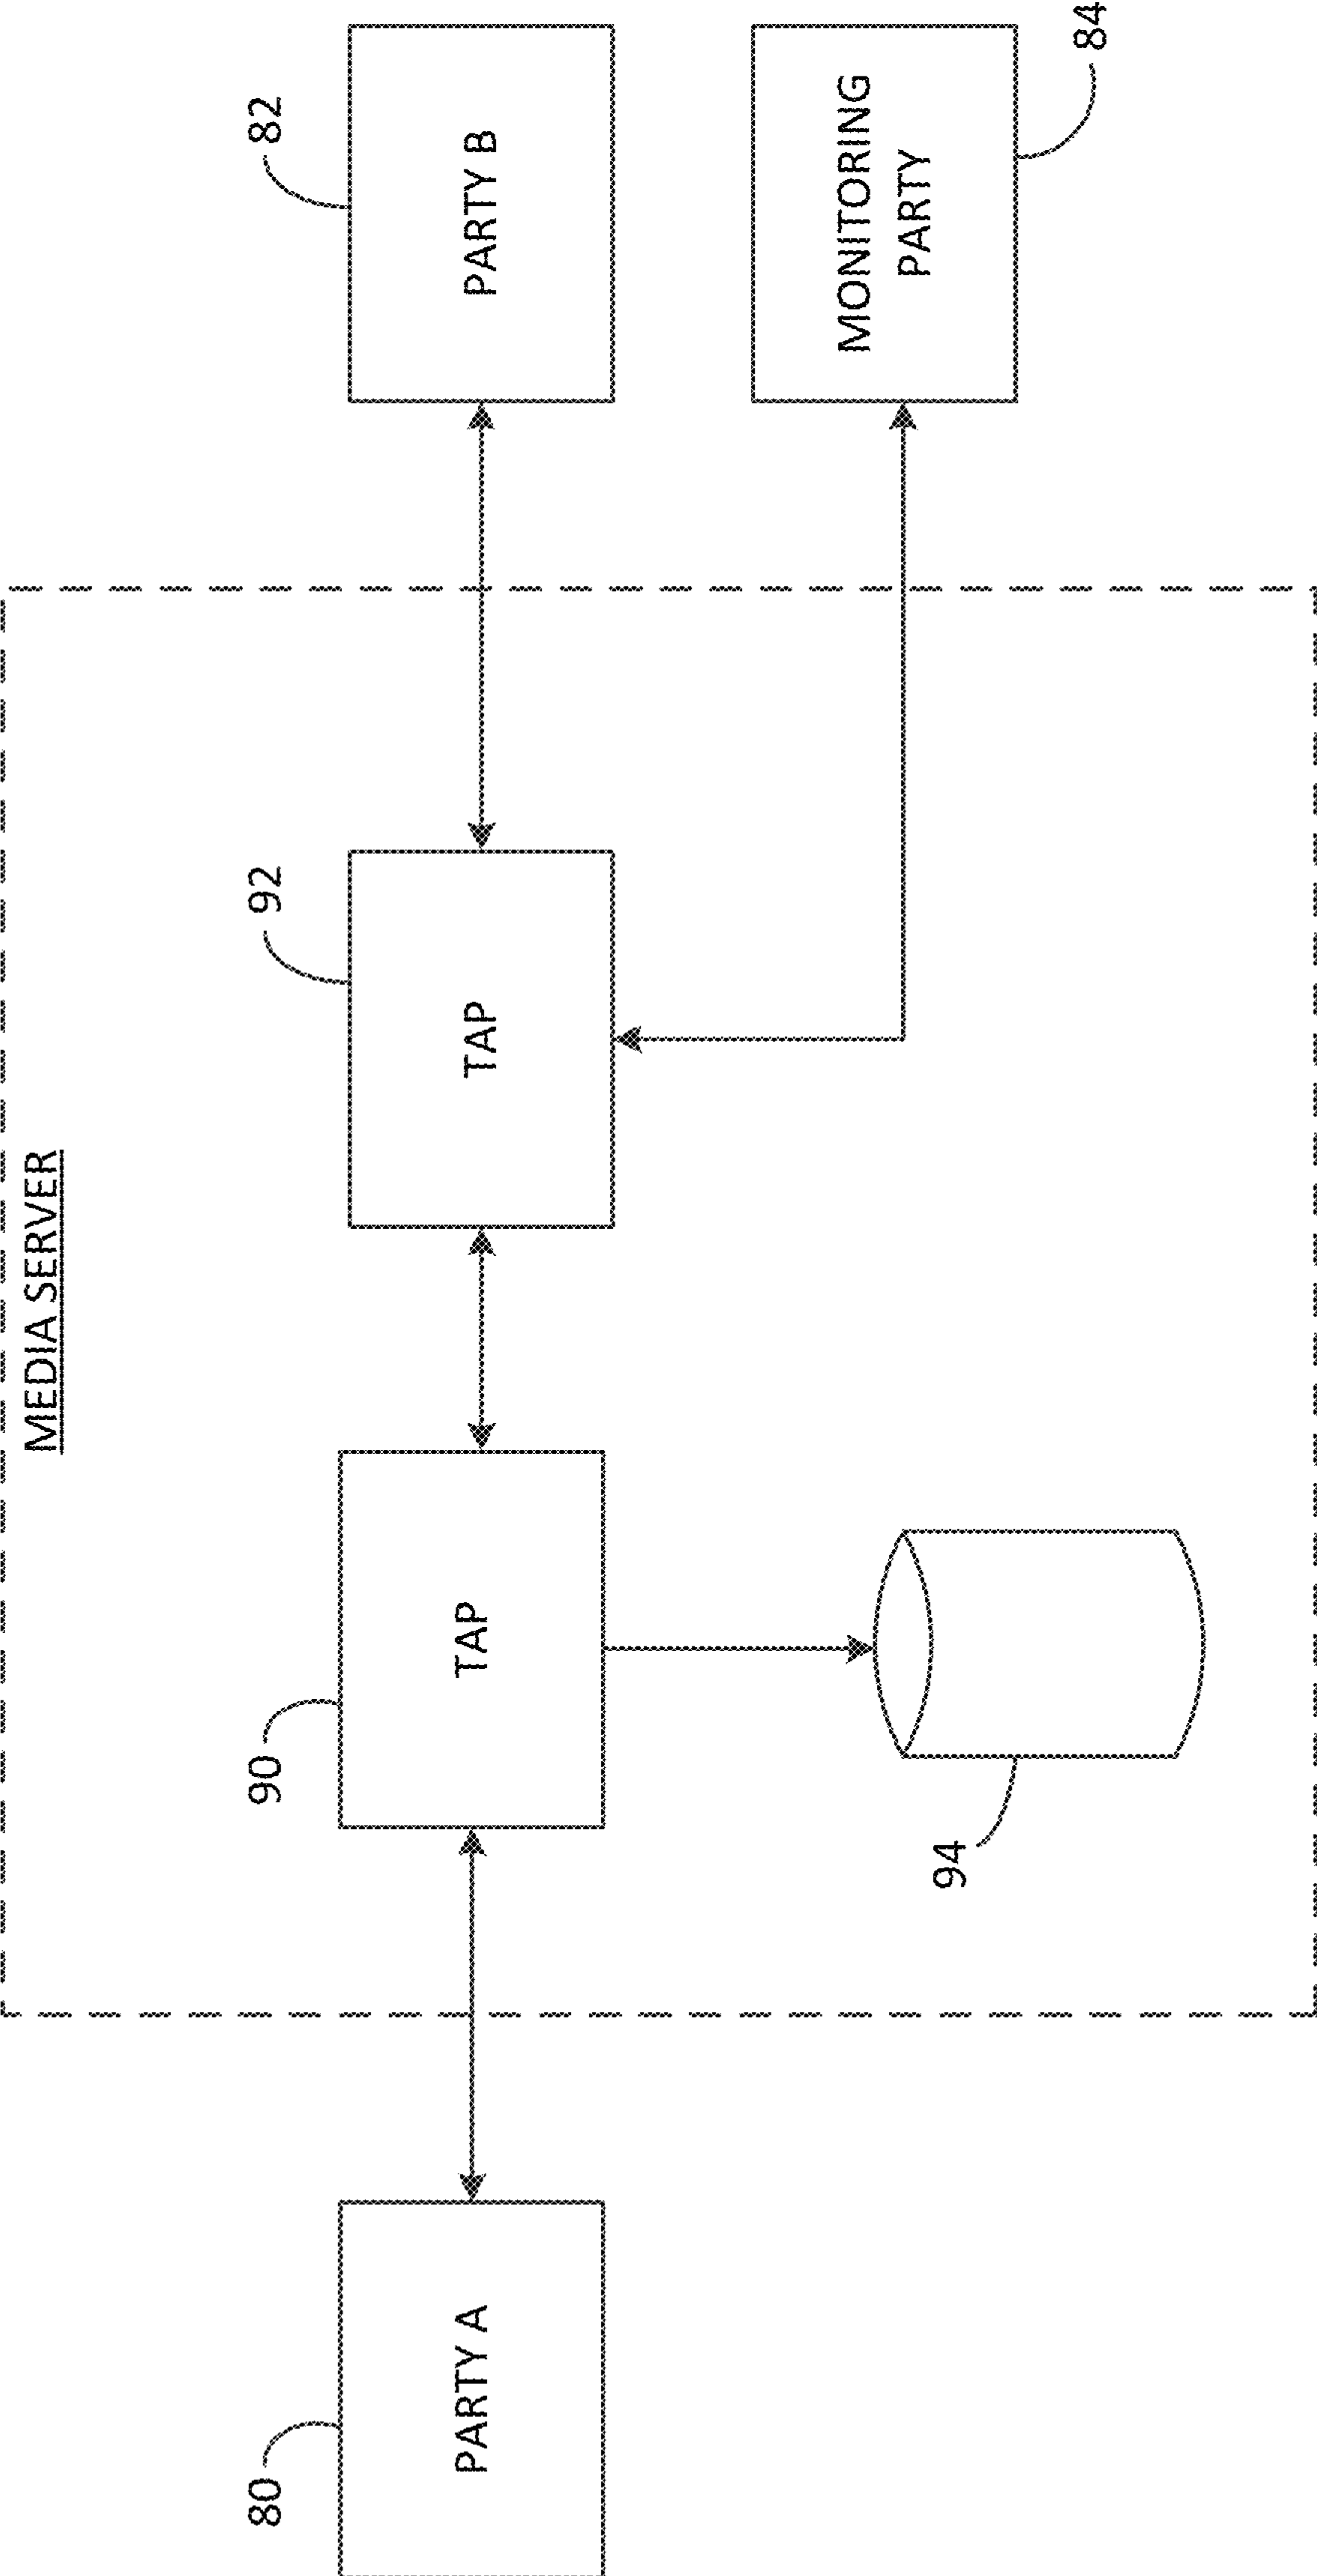 MEDIA SERVER
80
PARTY A
90
TAP
92
TAP
82
PARTY B
94
MONITORING
PARTY
84